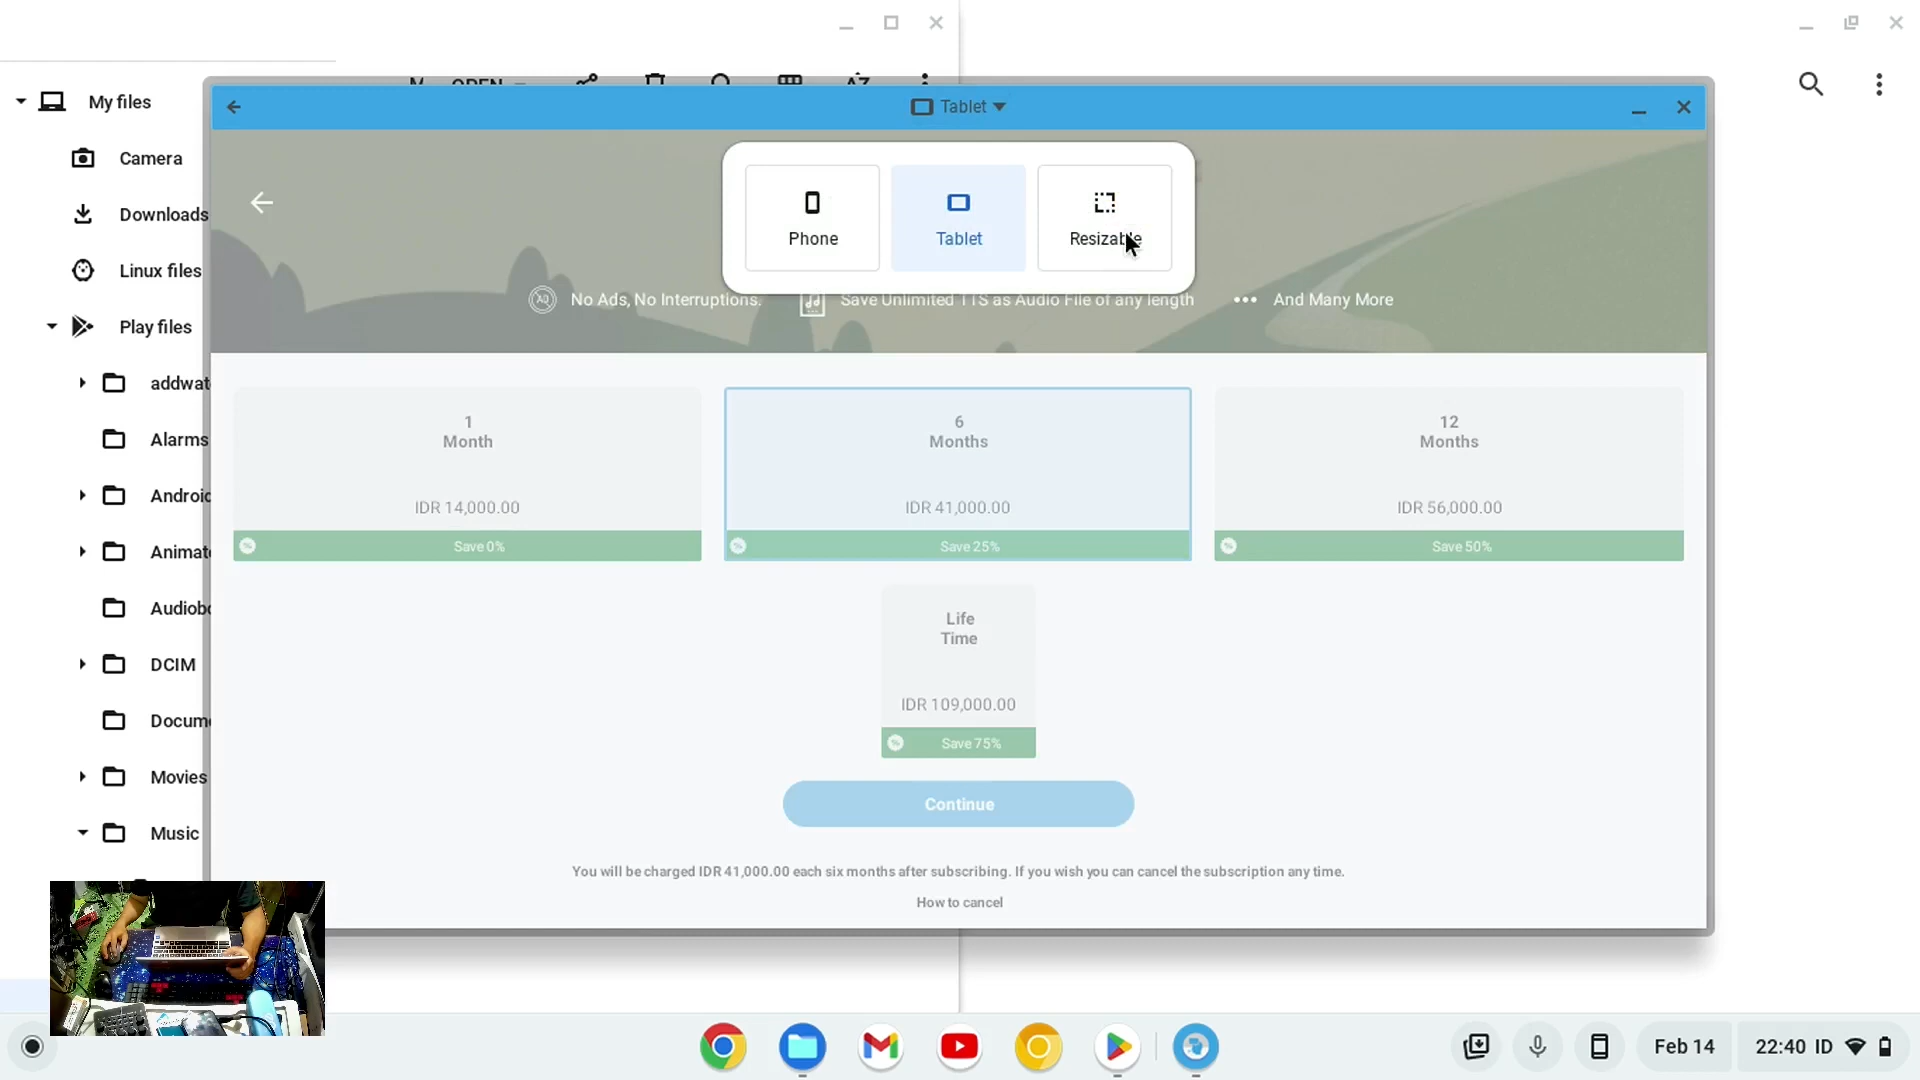 My files
Camera
Downloads
Linux files
Play files
Alarms
DCIM
Movies
Music
OPEN
Tablet
Phone
Tablet
Resizable
No Ads, No Interruptions.
Save Unlimited TTS as Audio File of any length
And Many More
1
Month
IDR 14,000.00
Save 0%
6
Months
IDR 41,000.00
Save 25%
12
Months
IDR 56,000.00
Save 50%
Life
Time
IDR 109,000.00
Save 75%
Continue
You will be charged IDR 41,000.00 each six months after subscribing. If you wish you can cancel the subscription any time.
How to cancel
Feb 14
22:40 ID